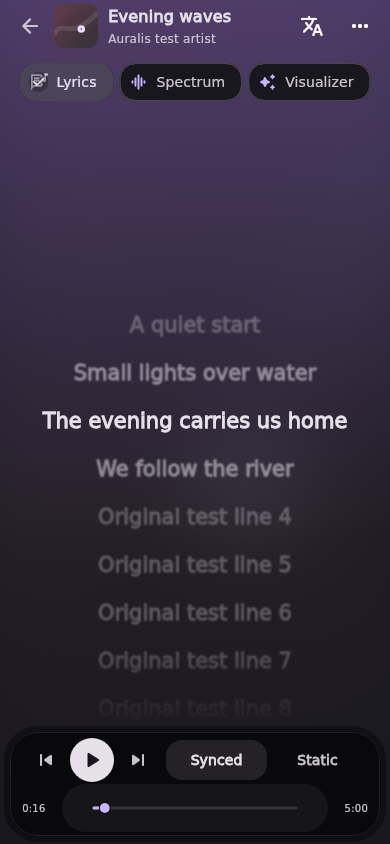 Evening waves
Auralis test artist
Lyrics
Spectrum
Visualizer
A quiet start
Small lights over water
The evening carries us home
We follow the river
Original test line 4
Original test line 5
Original test line 6
Original test line 7
Original test line 8
Synced
Static
0:16
5:00